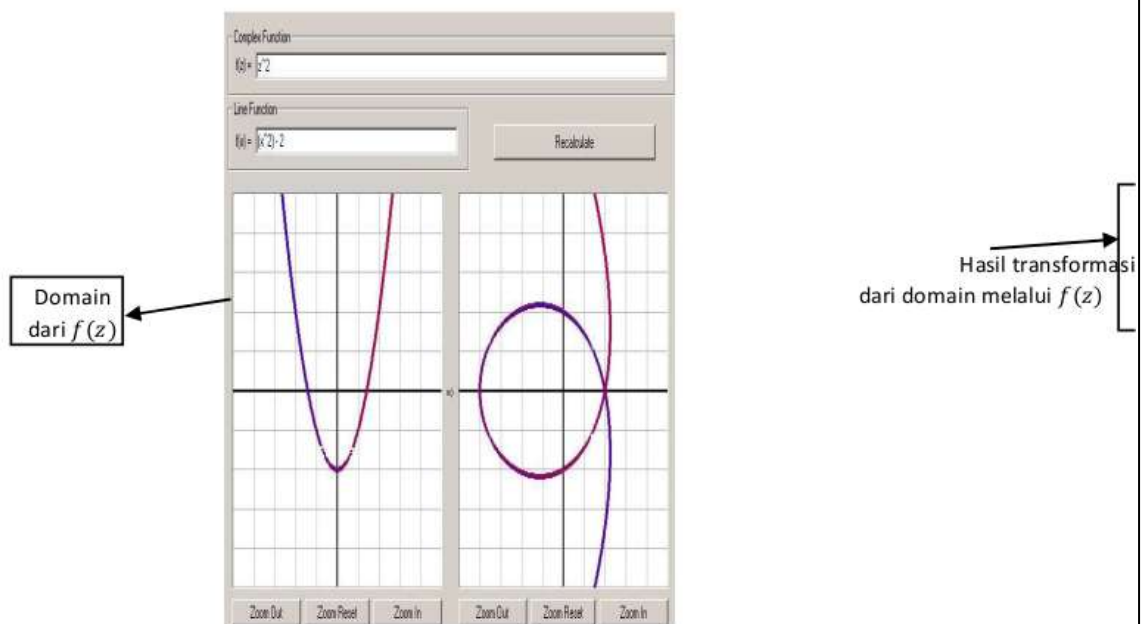 Complex Function
f(z) = z^2
Line Function
f(x) = (x^2) - 2
Recalculate
Domain
dari f(z)
=>
Hasil transformasi
dari domain melalui f(z)
Zoom Out
Zoom Reset
Zoom In
Zoom Out
Zoom Reset
Zoom In